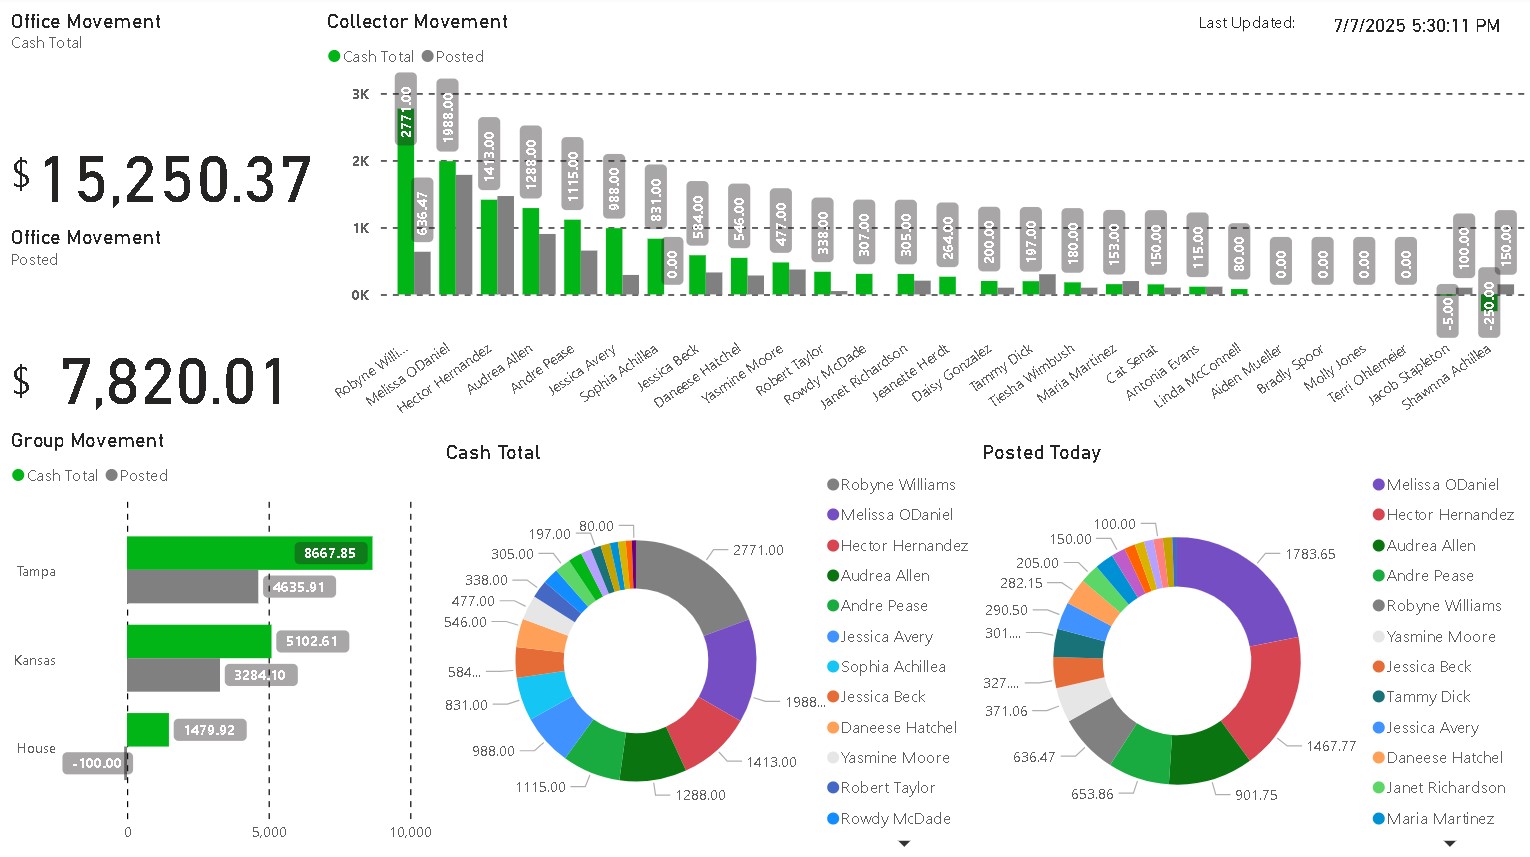 Office Movement
Cash Total
$ 15,250.37
Office Movement
Posted
$ 7,820.01
Collector Movement
Last Updated: 7/7/2025 5:30:11 PM
Cash Total Posted
3K
2K
1K
0K
2771.00
636.47
1988.00
1413.00
1288.00
1115.00
988.00
831.00
0.00
584.00
546.00
477.00
338.00
307.00
305.00
264.00
200.00
197.00
180.00
153.00
150.00
115.00
80.00
0.00
0.00
0.00
0.00
-5.00
100.00
-250.00
150.00
Robyne Willi...
Melissa ODaniel
Hector Hernandez
Audrea Allen
Andre Pease
Jessica Avery
Sophia Achillea
Jessica Beck
Daneese Hatchel
Yasmine Moore
Robert Taylor
Rowdy McDade
Janet Richardson
Jeanette Herdt
Daisy Gonzalez
Tammy Dick
Tiesha Wimbush
Maria Martinez
Cat Senat
Antonia Evans
Linda McConnell
Aiden Mueller
Bradly Spoor
Molly Jones
Terri Ohlemeier
Jacob Stapleton
Shawnna Achillea
Group Movement
Cash Total Posted
Tampa
8667.85
4635.91
Kansas
5102.61
3284.10
House
1479.92
-100.00
0
5,000
10,000
Cash Total
2771.00
1988...
1413.00
1288.00
1115.00
988.00
831.00
584...
546.00
477.00
338.00
305.00
197.00
80.00
Robyne Williams
Melissa ODaniel
Hector Hernandez
Audrea Allen
Andre Pease
Jessica Avery
Sophia Achillea
Jessica Beck
Daneese Hatchel
Yasmine Moore
Robert Taylor
Rowdy McDade
Posted Today
1783.65
1467.77
901.75
653.86
636.47
371.06
327....
301....
290.50
282.15
205.00
150.00
100.00
Melissa ODaniel
Hector Hernandez
Audrea Allen
Andre Pease
Robyne Williams
Yasmine Moore
Jessica Beck
Tammy Dick
Jessica Avery
Daneese Hatchel
Janet Richardson
Maria Martinez